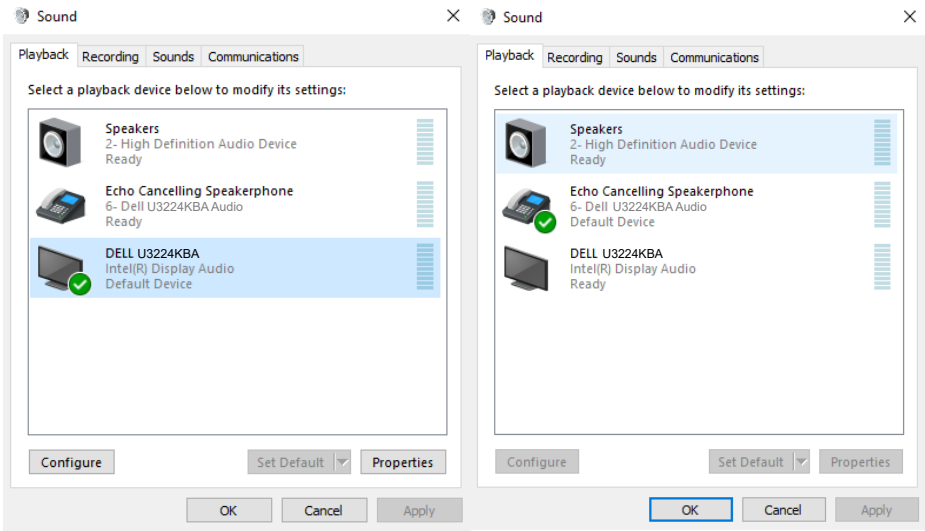 Sound
Playback Recording Sounds Communications
Select a playback device below to modify its settings:
Speakers
2- High Definition Audio Device
Ready
Echo Cancelling Speakerphone
6- Dell U3224KBA Audio
Ready
DELL U3224KBA
Intel(R) Display Audio
Default Device
Configure Set Default Properties
OK Cancel Apply
Sound
Playback Recording Sounds Communications
Select a playback device below to modify its settings:
Speakers
2- High Definition Audio Device
Ready
Echo Cancelling Speakerphone
6- Dell U3224KBA Audio
Default Device
DELL U3224KBA
Intel(R) Display Audio
Ready
Configure Set Default Properties
OK Cancel Apply